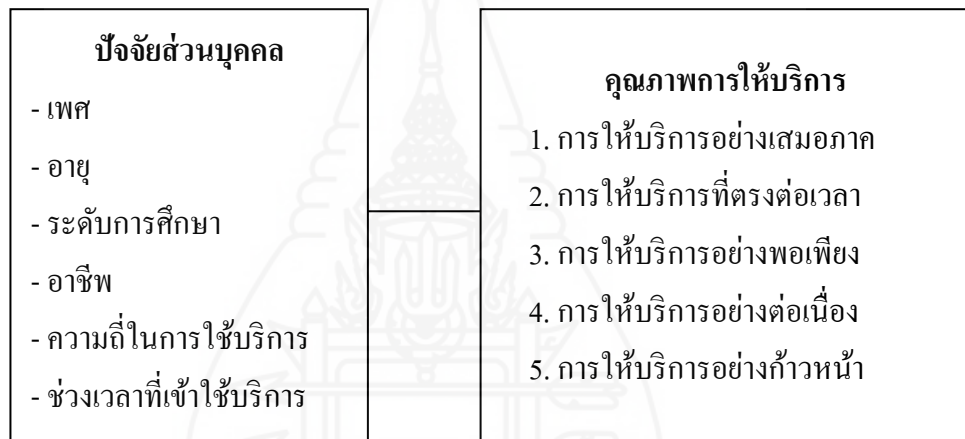 ปัจจัยส่วนบุคคล
- เพศ
- อายุ
- ระดับการศึกษา
- อาชีพ
- ความถี่ในการใช้บริการ
- ช่วงเวลาที่เข้าใช้บริการ
คุณภาพการให้บริการ
1. การให้บริการอย่างเสมอภาค
2. การให้บริการที่ตรงต่อเวลา
3. การให้บริการอย่างพอเพียง
4. การให้บริการอย่างต่อเนื่อง
5. การให้บริการอย่างก้าวหน้า